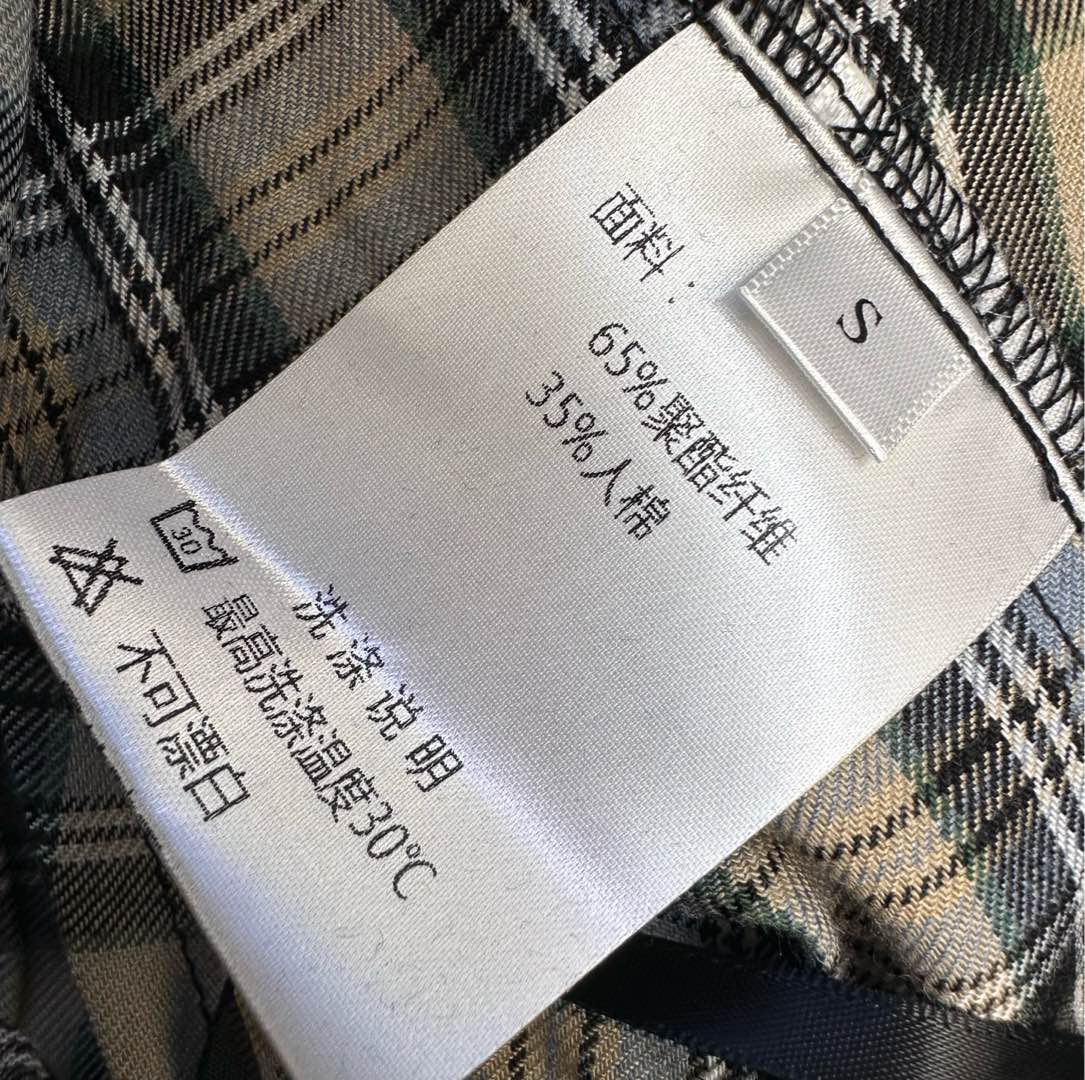 S
面料：
65%聚酯纤维
35%人棉
洗涤说明
30
最高洗涤温度30℃
不可漂白